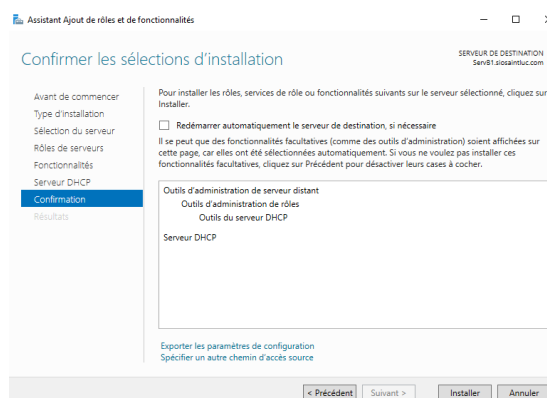 Assistant Ajout de rôles et de fonctionnalités
Confirmer les sélections d'installation
SERVEUR DE DESTINATION
ServB1.siosaintluc.com
Avant de commencer
Type d'installation
Sélection du serveur
Rôles de serveurs
Fonctionnalités
Serveur DHCP
Confirmation
Résultats
Pour installer les rôles, services de rôle ou fonctionnalités suivants sur le serveur sélectionné, cliquez sur
Installer.
Redémarrer automatiquement le serveur de destination, si nécessaire
Il se peut que des fonctionnalités facultatives (comme des outils d'administration) soient affichées sur
cette page, car elles ont été sélectionnées automatiquement. Si vous ne voulez pas installer ces
fonctionnalités facultatives, cliquez sur Précédent pour désactiver leurs cases à cocher.
Outils d'administration de serveur distant
Outils d'administration de rôles
Outils du serveur DHCP
Serveur DHCP
Exporter les paramètres de configuration
Spécifier un autre chemin d'accès source
< Précédent Suivant > Installer Annuler